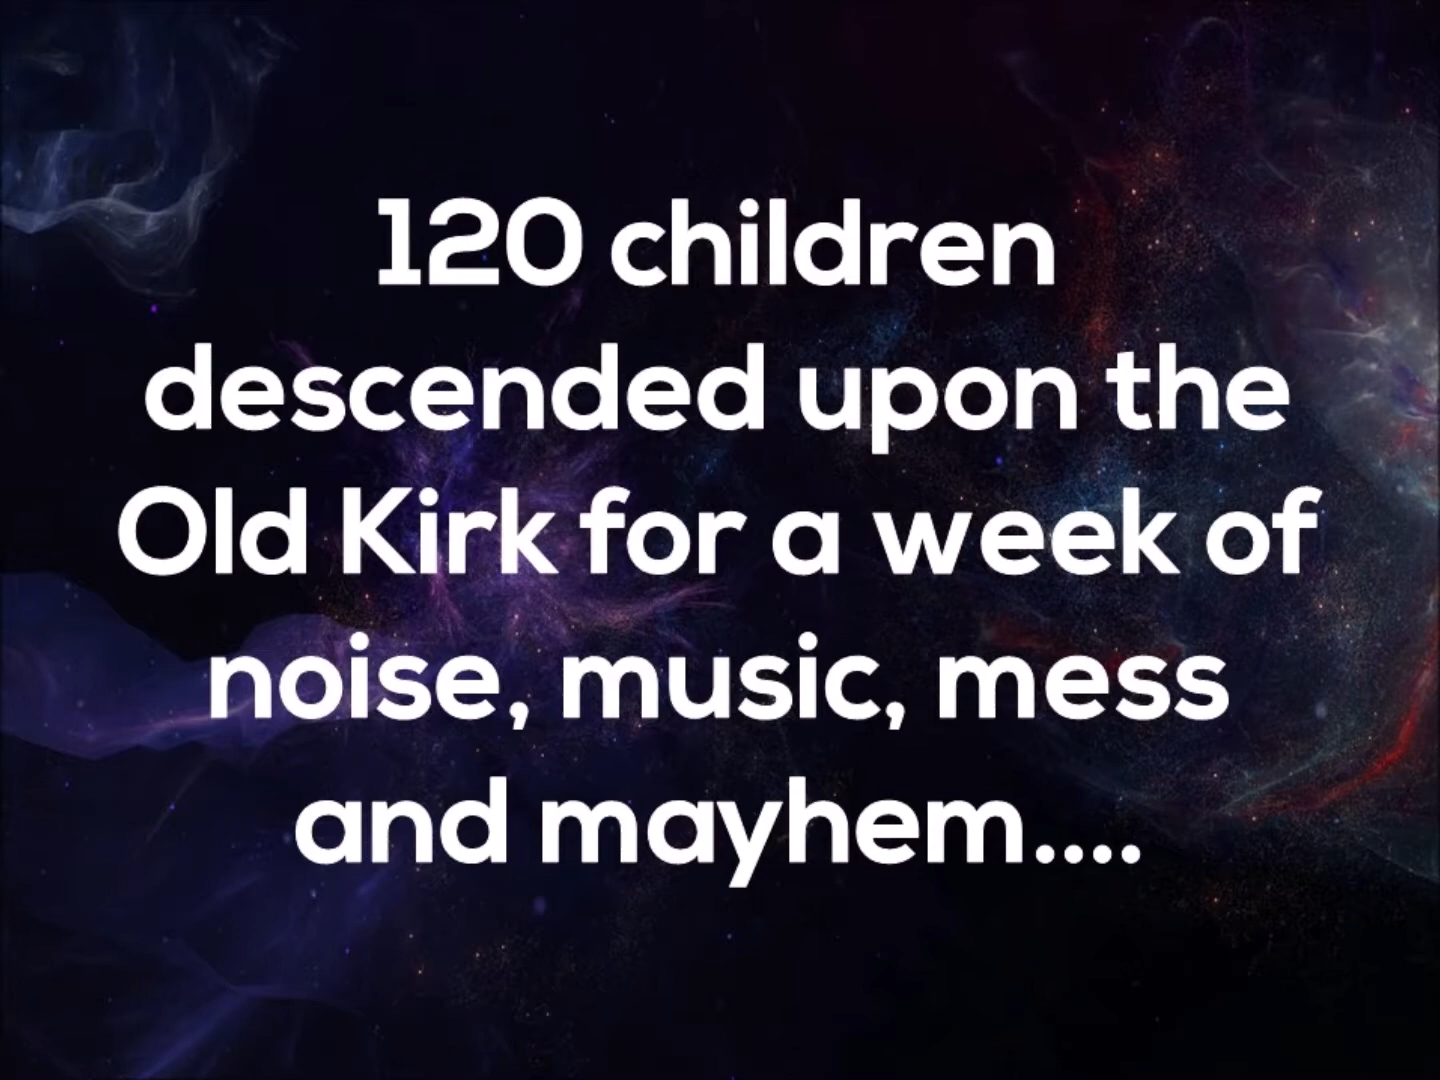 120 children
descended upon the
Old Kirk for a week of
noise, music, mess
and mayhem....